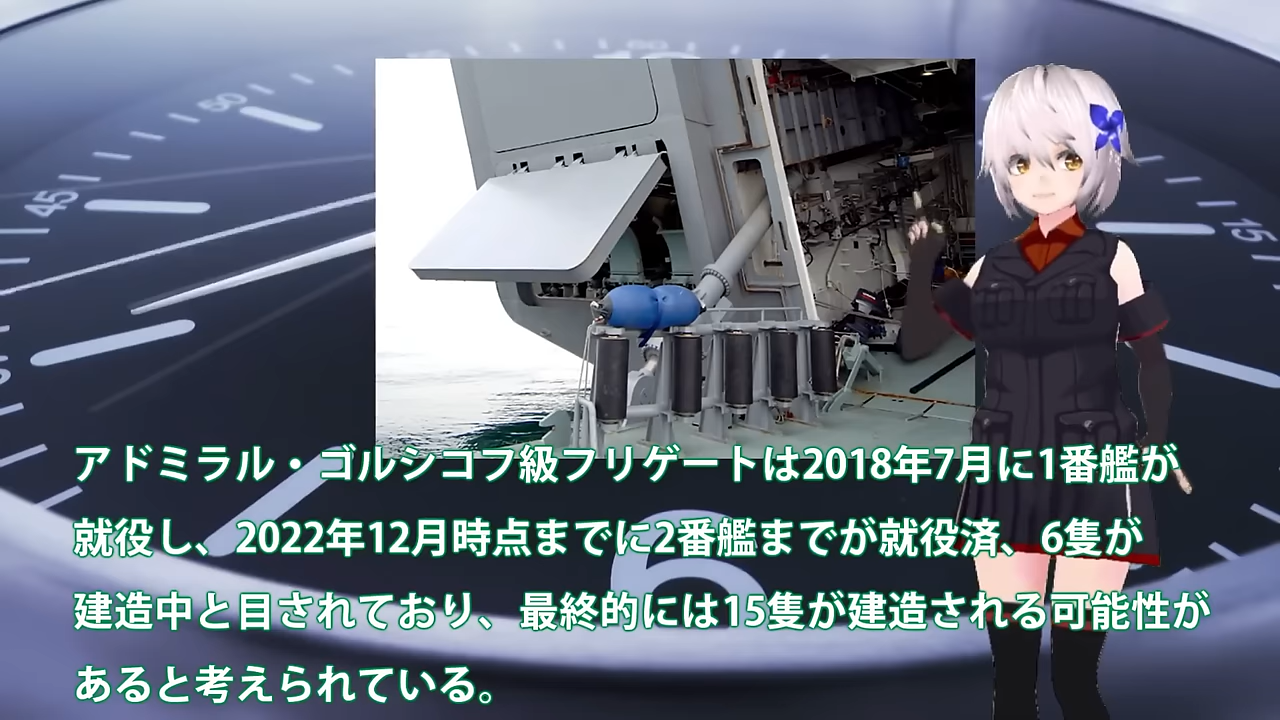 50
45
15
アドミラル・ゴルシコフ級フリゲートは2018年7月に1番艦が
就役し、2022年12月時点までに2番艦までが就役済、6隻が
建造中と目されており、最終的には15隻が建造される可能性が
あると考えられている。
6